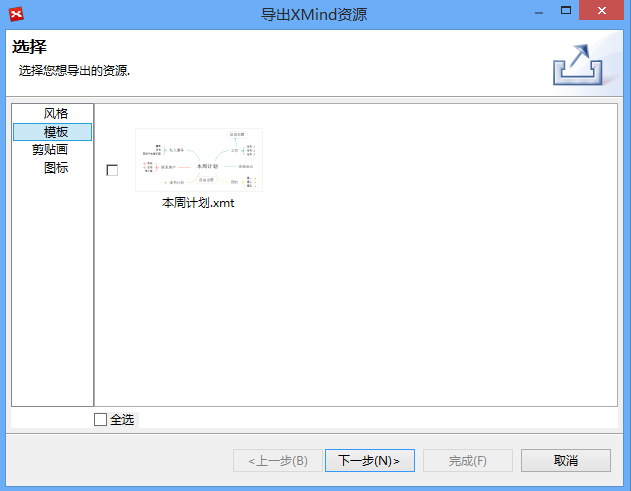 导出XMind资源
选择
选择您想导出的资源.
风格
模板
剪贴画
图标
本周计划
本周计划.xmt
全选
<上一步(B)
下一步(N)>
完成(F)
取消